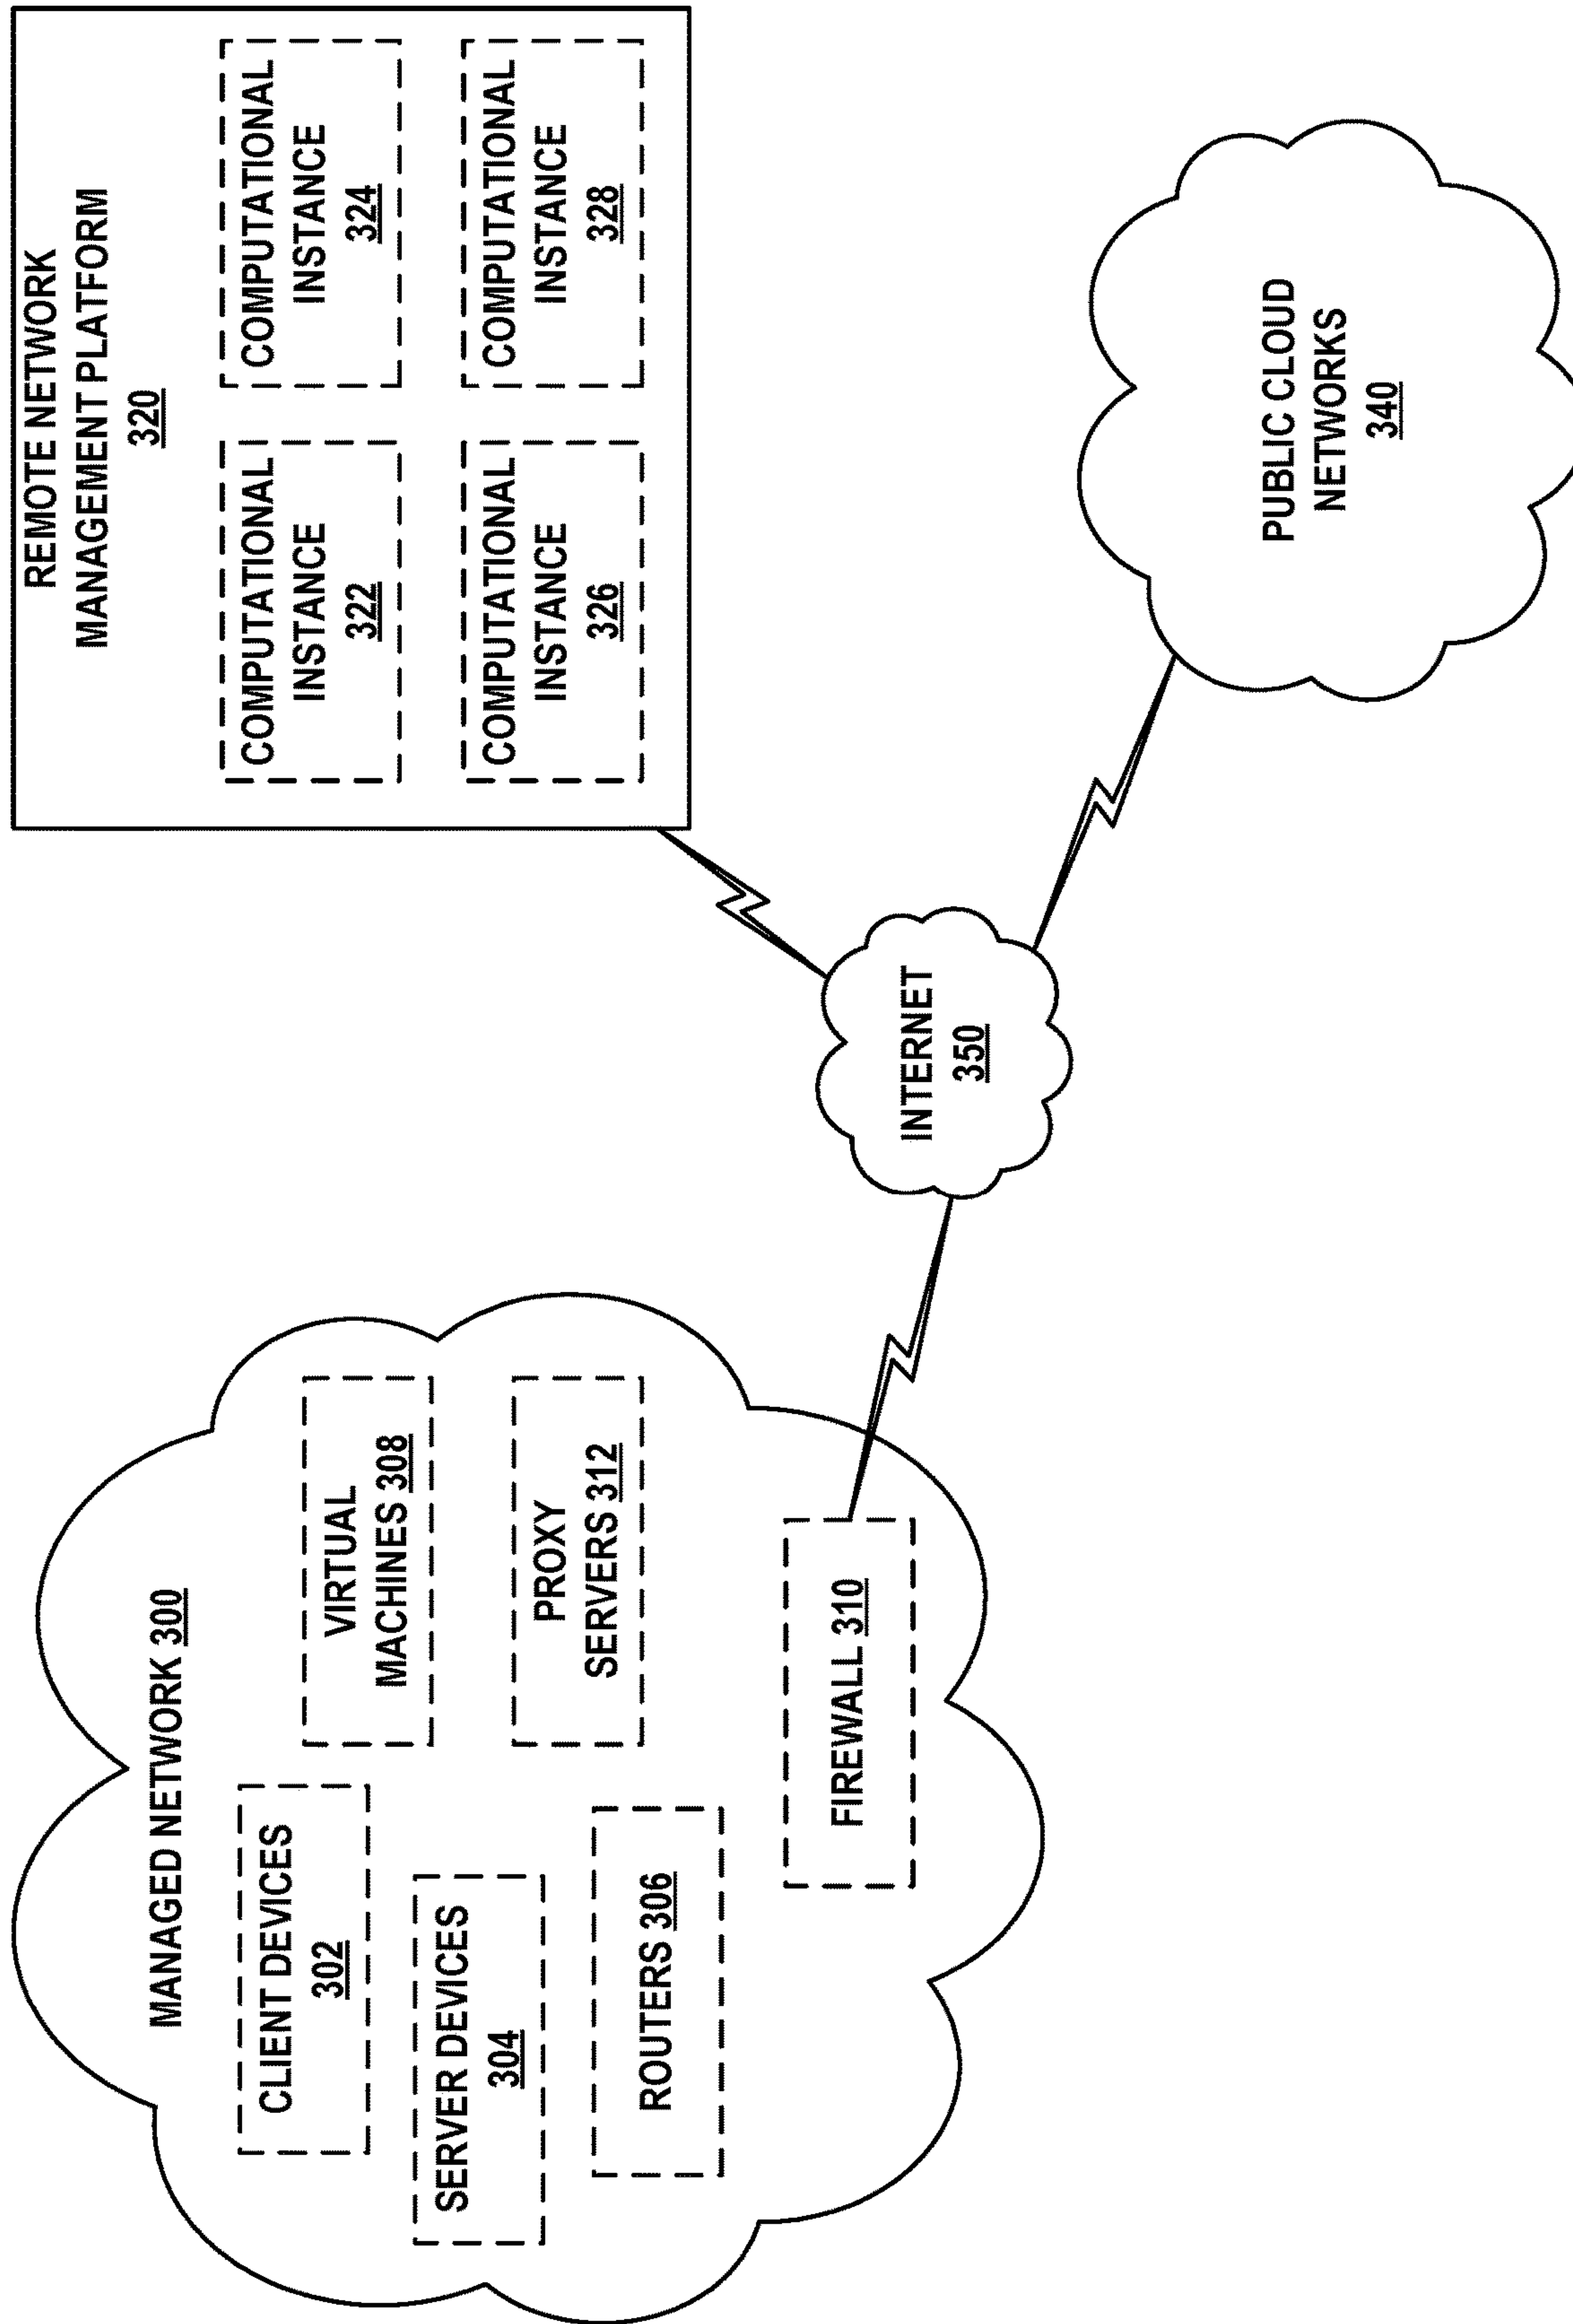 MANAGED NETWORK 300
CLIENT DEVICES
302
VIRTUAL
MACHINES 308
SERVER DEVICES
304
PROXY
SERVERS 312
ROUTERS 306
FIREWALL 310
INTERNET
350
REMOTE NETWORK
MANAGEMENT PLATFORM
320
COMPUTATIONAL
INSTANCE
322
COMPUTATIONAL
INSTANCE
324
COMPUTATIONAL
INSTANCE
326
COMPUTATIONAL
INSTANCE
328
PUBLIC CLOUD
NETWORKS
340